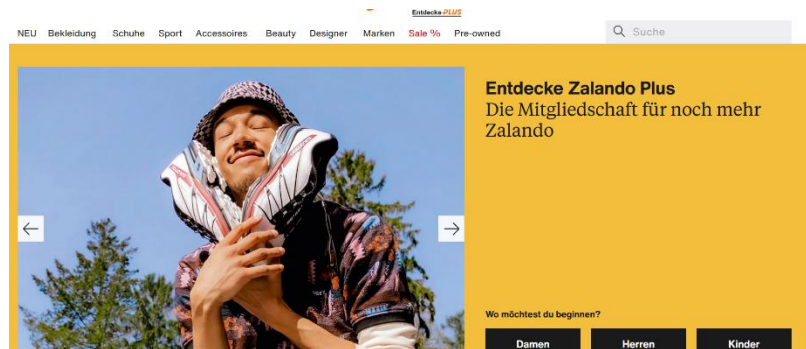 Entdecke PLUS
NEU Bekleidung Schuhe Sport Accessoires Beauty Designer Marken Sale % Pre-owned
Suche
Entdecke Zalando Plus
Die Mitgliedschaft für noch mehr
Zalando
Wo möchtest du beginnen?
Damen Herren Kinder